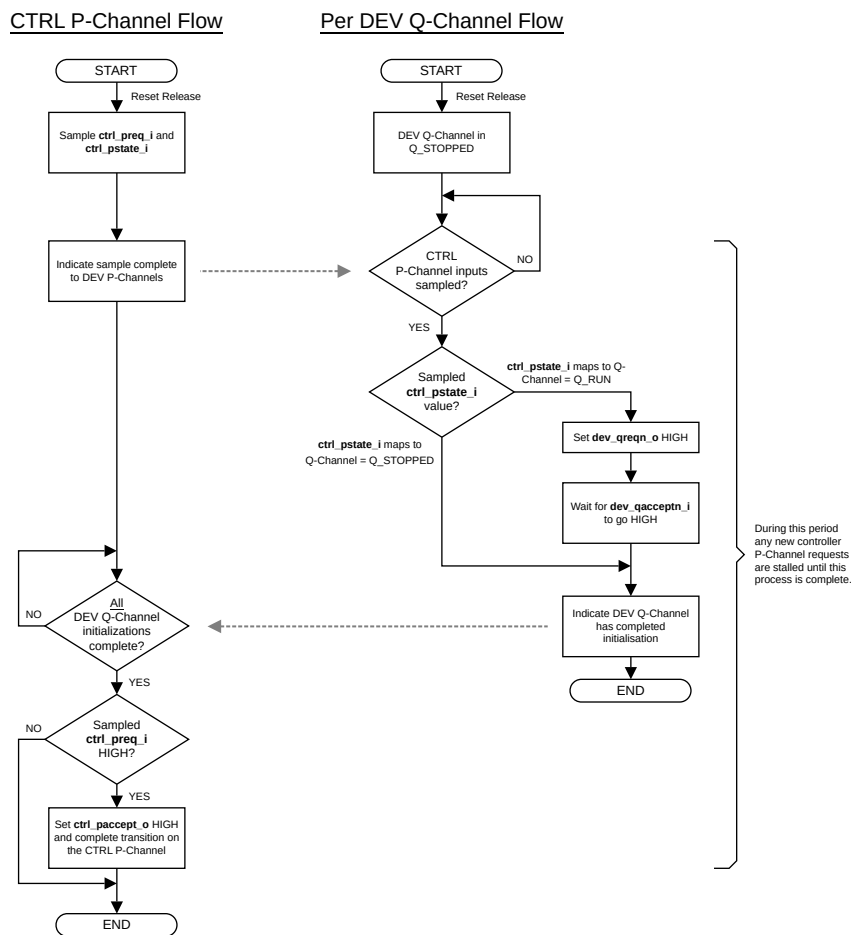 CTRL P-Channel Flow
Per DEV Q-Channel Flow
START
Reset Release
Sample ctrl_preq_i and
ctrl_pstate_i
Indicate sample complete
to DEV P-Channels
START
Reset Release
DEV Q-Channel in
Q_STOPPED
CTRL
P-Channel inputs
sampled?
NO
YES
Sampled
ctrl_pstate_i
value?
ctrl_pstate_i maps to Q-
Channel = Q_RUN
ctrl_pstate_i maps to
Q-Channel = Q_STOPPED
Set dev_qreqn_o HIGH
Wait for dev_qacceptn_i
to go HIGH
Indicate DEV Q-Channel
has completed
initialisation
END
During this period
any new controller
P-Channel requests
are stalled until this
process is complete.
All
DEV Q-Channel
initializations
complete?
NO
YES
Sampled
ctrl_preq_i
HIGH?
NO
YES
Set ctrl_paccept_o HIGH
and complete transition on
the CTRL P-Channel
END